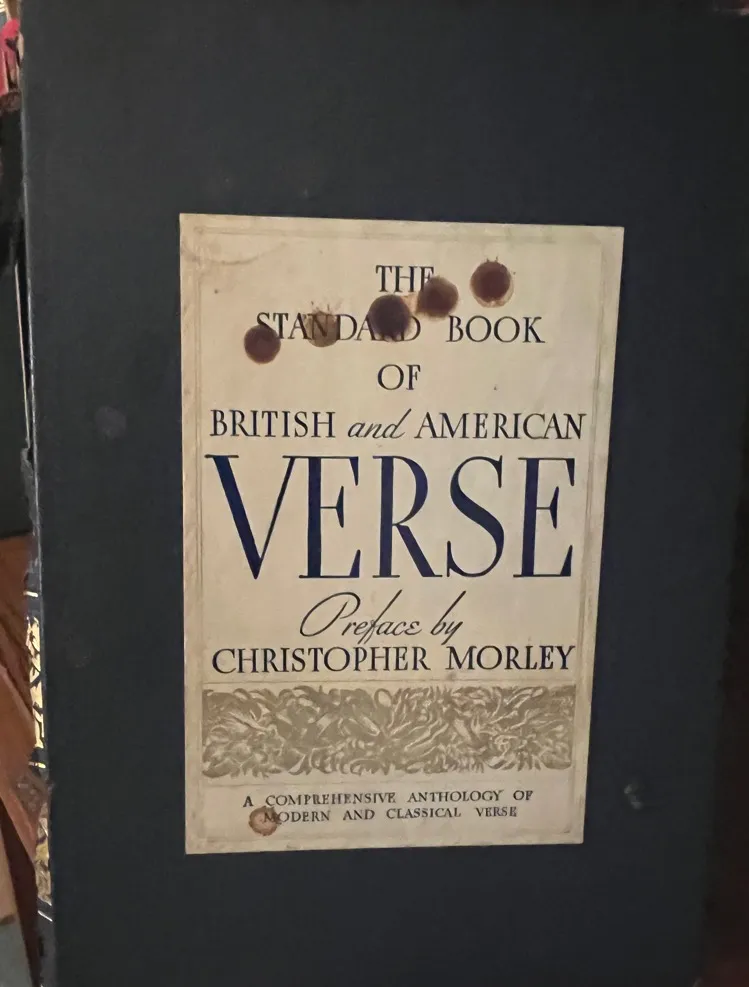 THE
STANDARD BOOK
OF
BRITISH and AMERICAN
VERSE
Preface by
CHRISTOPHER MORLEY
A COMPREHENSIVE ANTHOLOGY OF
MODERN AND CLASSICAL VERSE